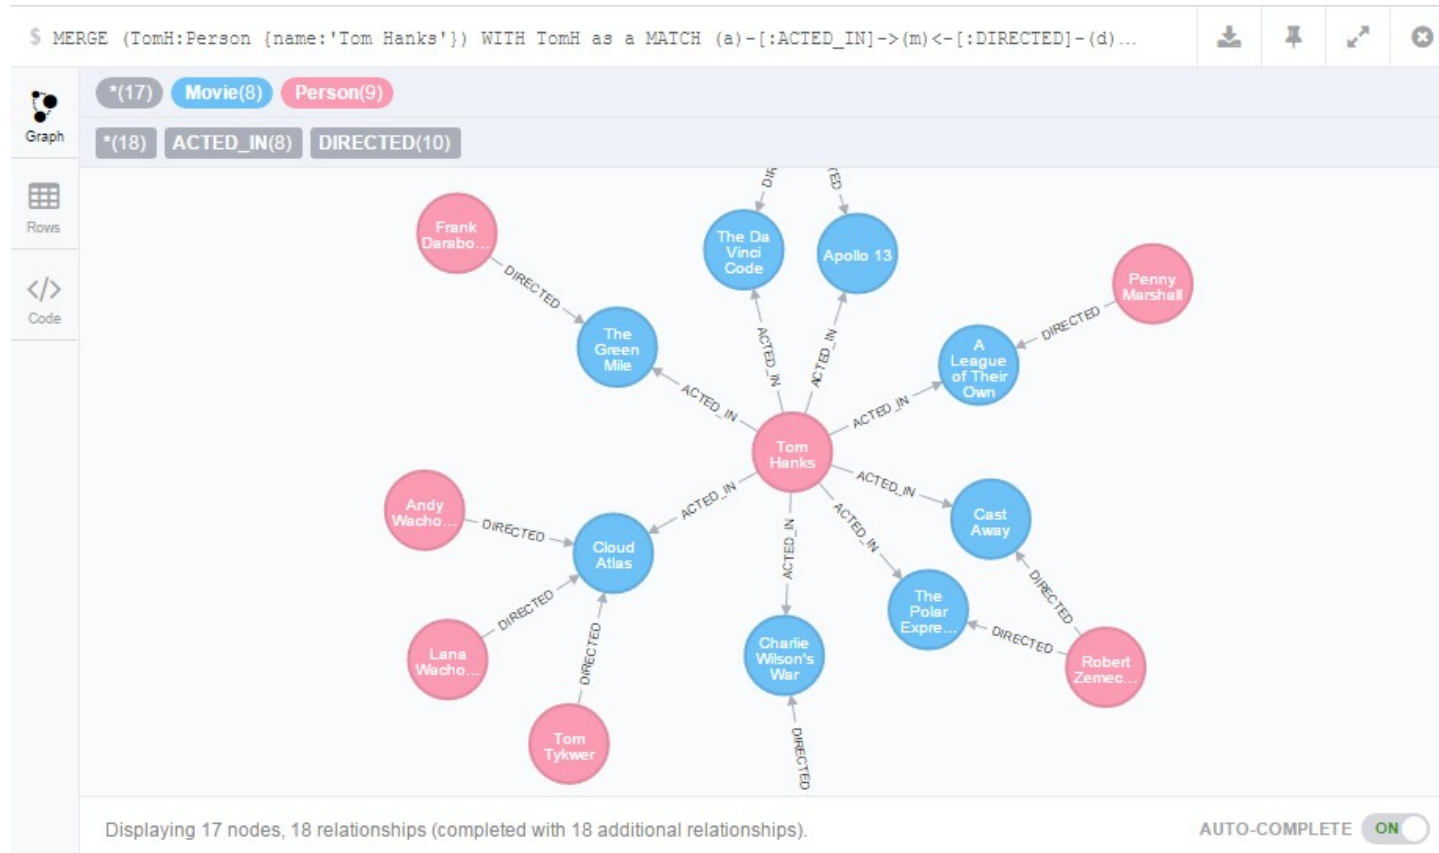 $ MERGE (TomH:Person {name:'Tom Hanks'}) WITH TomH as a MATCH (a)-[:ACTED_IN]->(m)<-[:DIRECTED]-(d)...
*(17) Movie(8) Person(9)
Graph
*(18) ACTED_IN(8) DIRECTED(10)
Rows
</> Code
Frank
Darabo...
DIRECTED
The
Green
Mile
ACTED_IN
The Da
Vinci
Code
ACTED_IN
Apollo 13
ACTED_IN
Penny
Marshall
DIRECTED
A
League
of Their
Own
ACTED_IN
Tom
Hanks
Andy
Wacho...
DIRECTED
Cloud
Atlas
ACTED_IN
Lana
Wacho...
DIRECTED
Tom
Tykwer
DIRECTED
ACTED_IN
Charlie
Wilson's
War
DIRECTED
ACTED_IN
The
Polar
Expre...
DIRECTED
ACTED_IN
Cast
Away
DIRECTED
Robert
Zemec...
Displaying 17 nodes, 18 relationships (completed with 18 additional relationships).
AUTO-COMPLETE ON